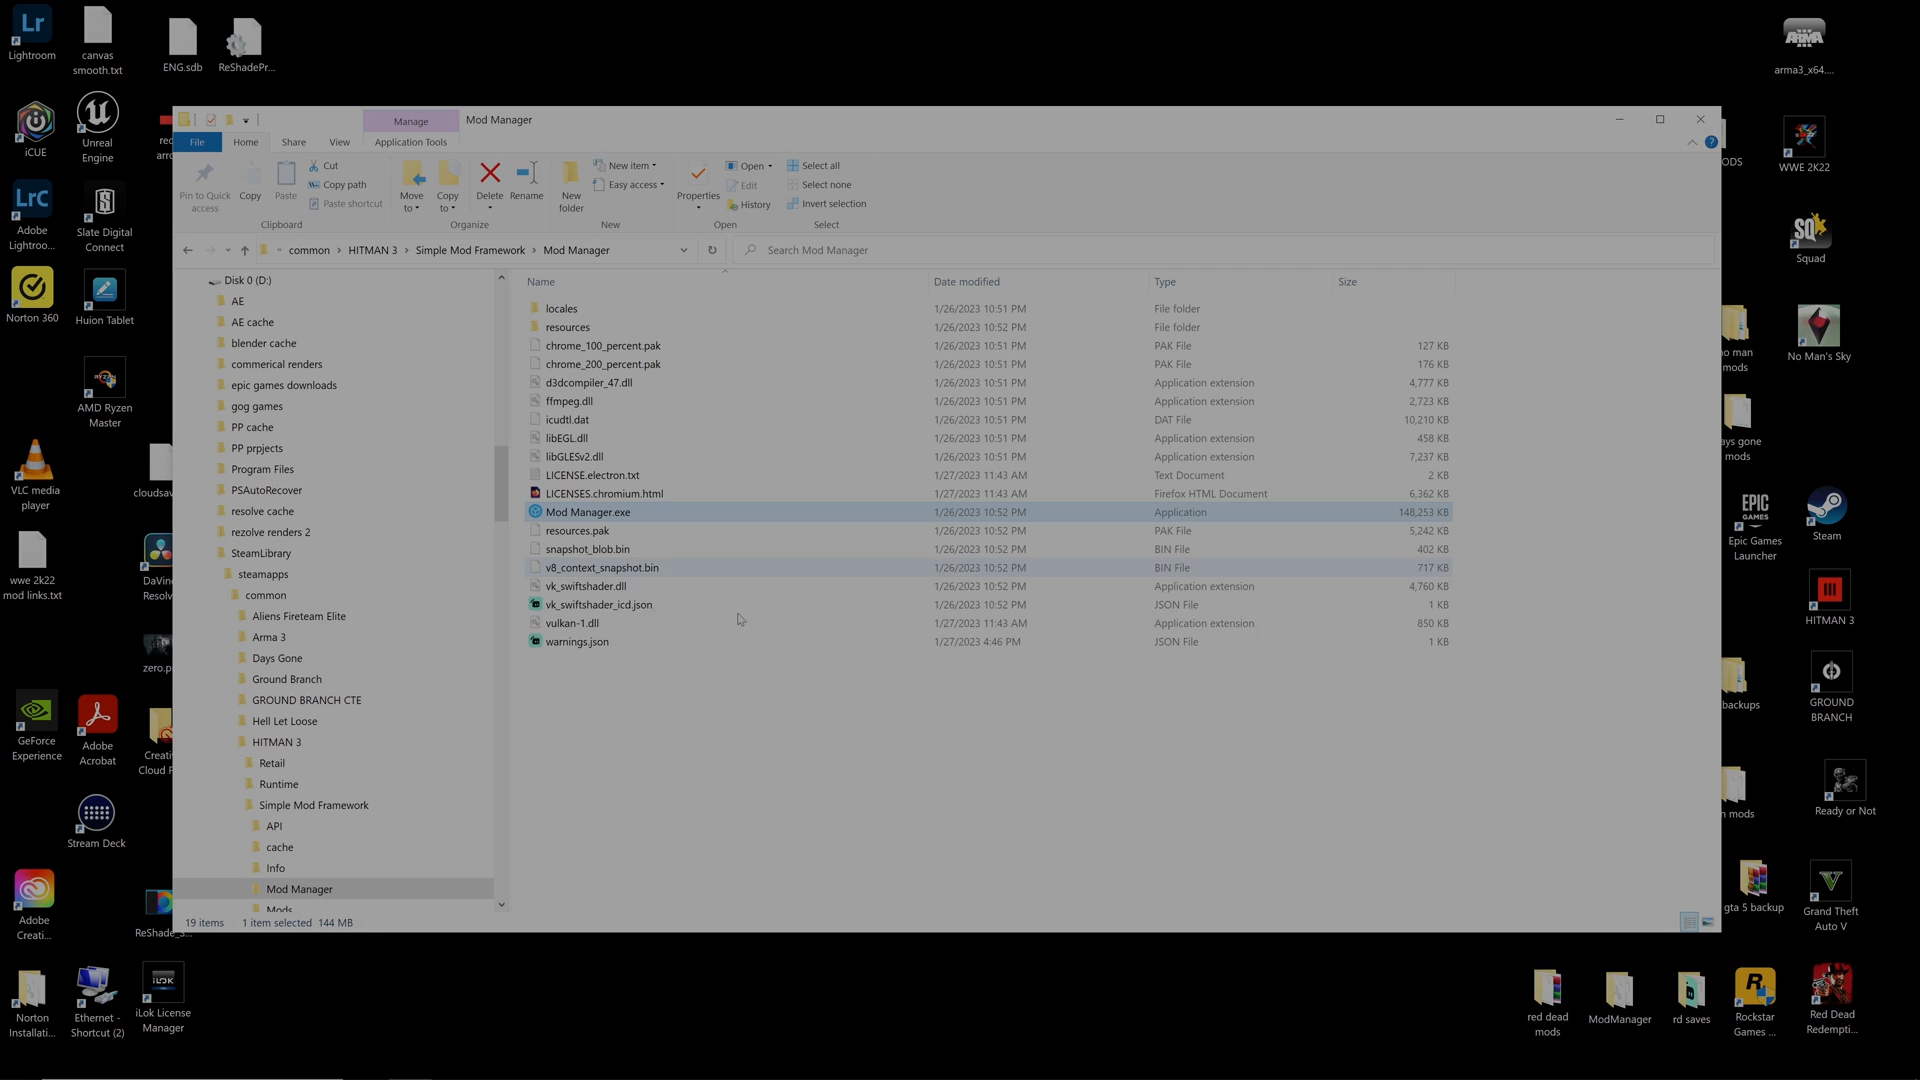 Lightroom
canvas
smooth.txt
ENG.sdb
ReShadePr...
arma3_x64....
iCUE
Unreal
Engine
WWE 2K22
Adobe
Lightroo...
Slate Digital
Connect
Squad
Norton 360
Huion Tablet
No Man's Sky
mods
AMD Ryzen
Master
mods
VLC media
player
cloudsav
Epic Games
Launcher
Steam
wwe 2k22
mod links.txt
DaVinc
Resolv
HITMAN 3
zero.p
backups
GROUND
BRANCH
GeForce
Experience
Adobe
Acrobat
Creati
Cloud F
Stream Deck
Ready or Not
Adobe
Creati...
ReShade_S...
gta 5 backup
Grand Theft
Auto V
Norton
Installati...
Ethernet -
Shortcut (2)
iLok License
Manager
red dead
mods
ModManager
rd saves
Rockstar
Games ...
Red Dead
Redempti...
Manage
Mod Manager
File
Home
Share
View
Application Tools
Pin to Quick
access
Copy
Paste
Cut
Copy path
Paste shortcut
Clipboard
Move
to
Copy
to
Delete
Rename
Organize
New
folder
New item
Easy access
New
Properties
Open
Edit
History
Open
Select all
Select none
Invert selection
Select
common > HITMAN 3 > Simple Mod Framework > Mod Manager
Search Mod Manager
Disk 0 (D:)
AE
AE cache
blender cache
commerical renders
epic games downloads
gog games
PP cache
PP prpjects
Program Files
PSAutoRecover
resolve cache
rezolve renders 2
SteamLibrary
steamapps
common
Aliens Fireteam Elite
Arma 3
Days Gone
Ground Branch
GROUND BRANCH CTE
Hell Let Loose
HITMAN 3
Retail
Runtime
Simple Mod Framework
API
cache
Info
Mod Manager
Mods
Name Date modified Type Size
locales 1/26/2023 10:51 PM File folder
resources 1/26/2023 10:52 PM File folder
chrome_100_percent.pak 1/26/2023 10:51 PM PAK File 127 KB
chrome_200_percent.pak 1/26/2023 10:51 PM PAK File 176 KB
d3dcompiler_47.dll 1/26/2023 10:51 PM Application extension 4,777 KB
ffmpeg.dll 1/26/2023 10:51 PM Application extension 2,723 KB
icudtl.dat 1/26/2023 10:51 PM DAT File 10,210 KB
libEGL.dll 1/26/2023 10:51 PM Application extension 458 KB
libGLESv2.dll 1/26/2023 10:51 PM Application extension 7,237 KB
LICENSE.electron.txt 1/27/2023 11:43 AM Text Document 2 KB
LICENSES.chromium.html 1/27/2023 11:43 AM Firefox HTML Document 6,362 KB
Mod Manager.exe 1/26/2023 10:52 PM Application 148,253 KB
resources.pak 1/26/2023 10:52 PM PAK File 5,242 KB
snapshot_blob.bin 1/26/2023 10:52 PM BIN File 402 KB
v8_context_snapshot.bin 1/26/2023 10:52 PM BIN File 717 KB
vk_swiftshader.dll 1/26/2023 10:52 PM Application extension 4,760 KB
vk_swiftshader_icd.json 1/26/2023 10:52 PM JSON File 1 KB
vulkan-1.dll 1/27/2023 11:43 AM Application extension 850 KB
warnings.json 1/27/2023 4:46 PM JSON File 1 KB
19 items 1 item selected 144 MB